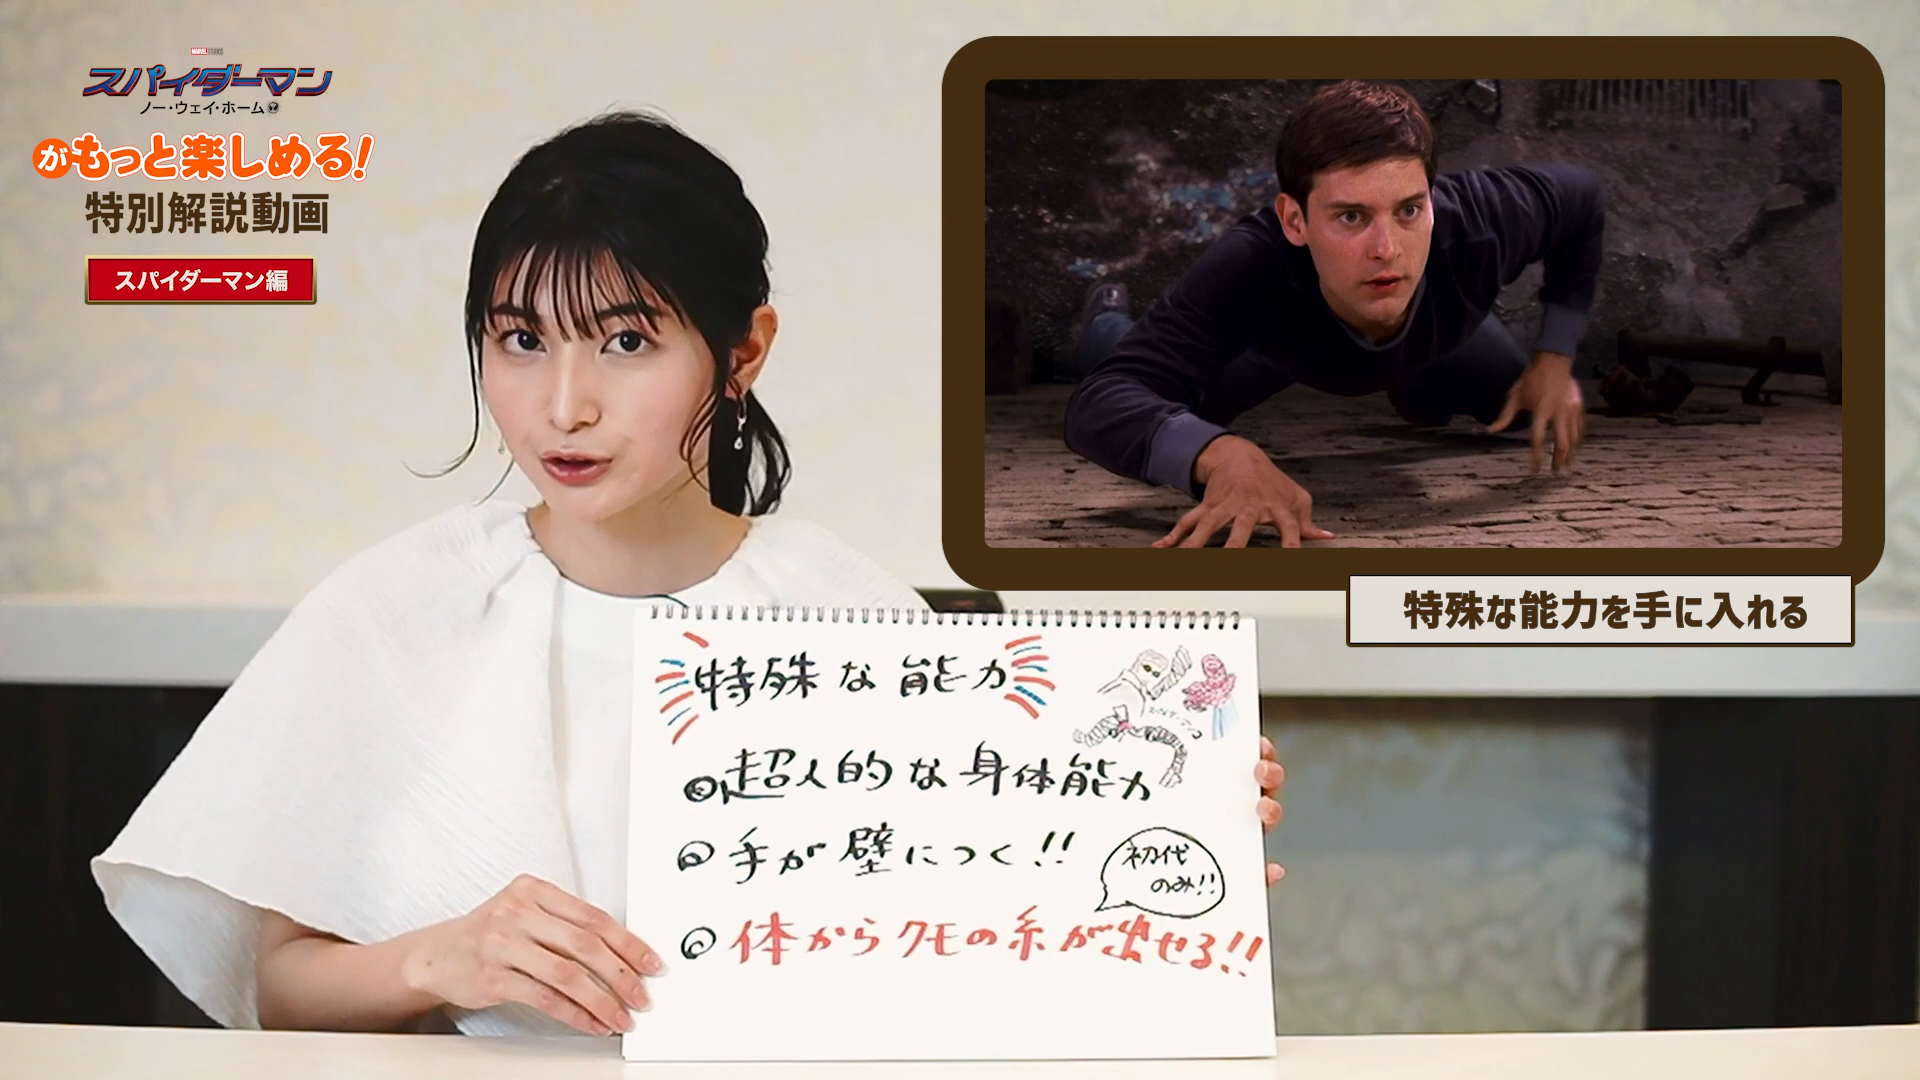 MARVEL STUDIOS
スパイダーマン
ノー・ウェイ・ホーム
がもっと楽しめる!
特別解説動画
スパイダーマン編
特殊な能力を手に入れる
特殊な能力
超人的な身体能力
手が壁につく!!
初代
のみ!!
体からクモの糸が出せる!!